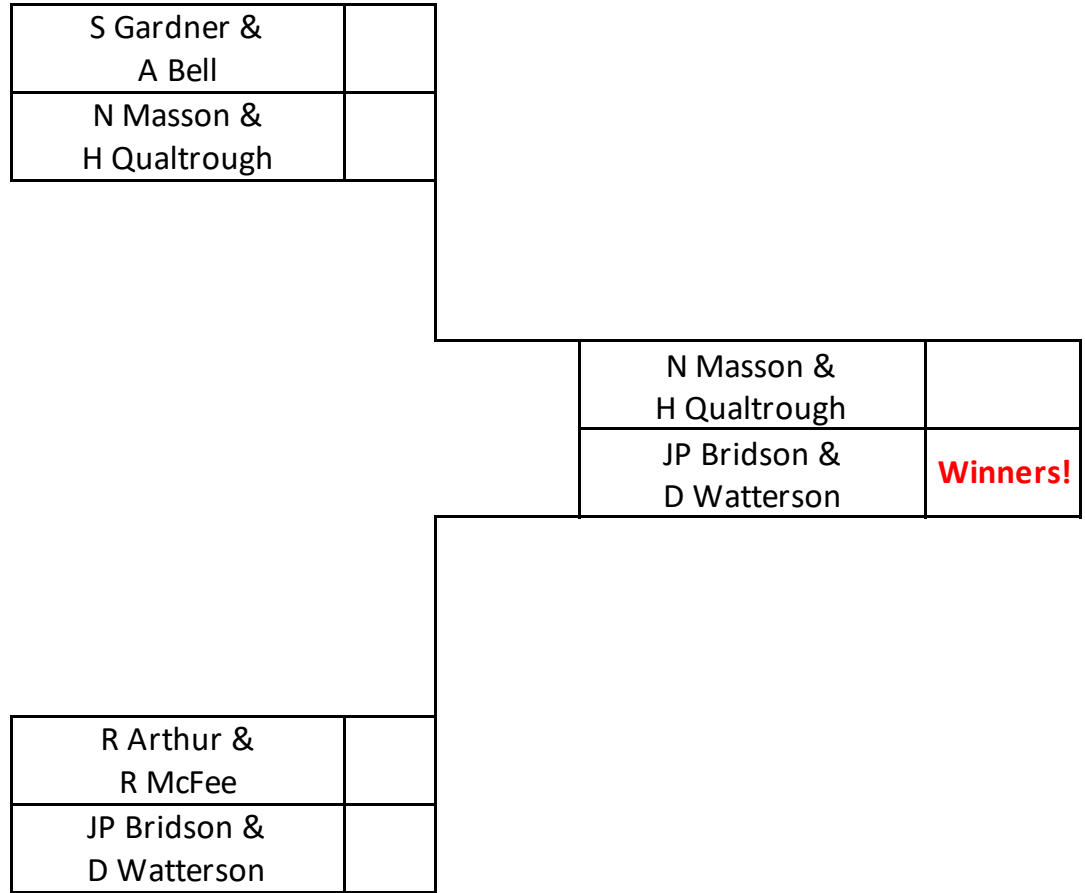 S Gardner &
A Bell
N Masson &
H Qualtrough
N Masson &
H Qualtrough
JP Bridson &
D Watterson
Winners!
R Arthur &
R McFee
JP Bridson &
D Watterson